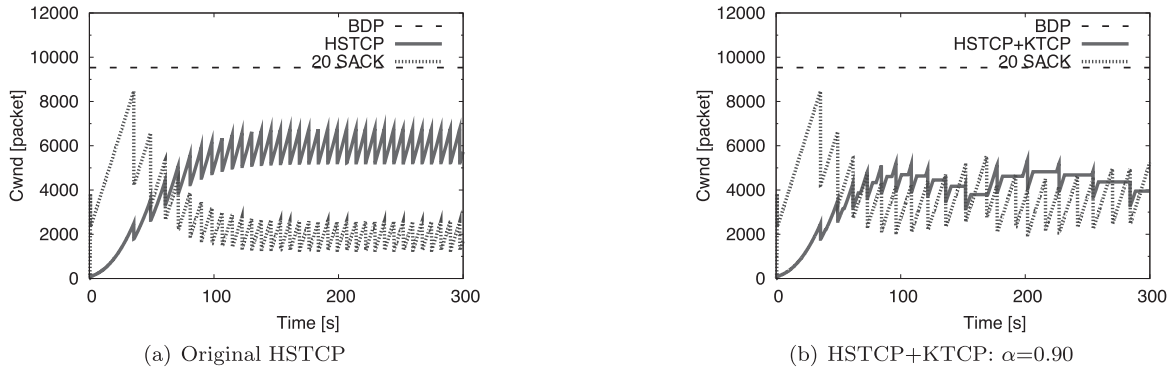 12000
10000
8000
6000
4000
2000
0
Cwnd [packet]
BDP
HSTCP
20 SACK
0 100 200 300
Time [s]
(a) Original HSTCP
12000
10000
8000
6000
4000
2000
0
Cwnd [packet]
BDP
HSTCP+KTCP
20 SACK
0 100 200 300
Time [s]
(b) HSTCP+KTCP: α=0.90